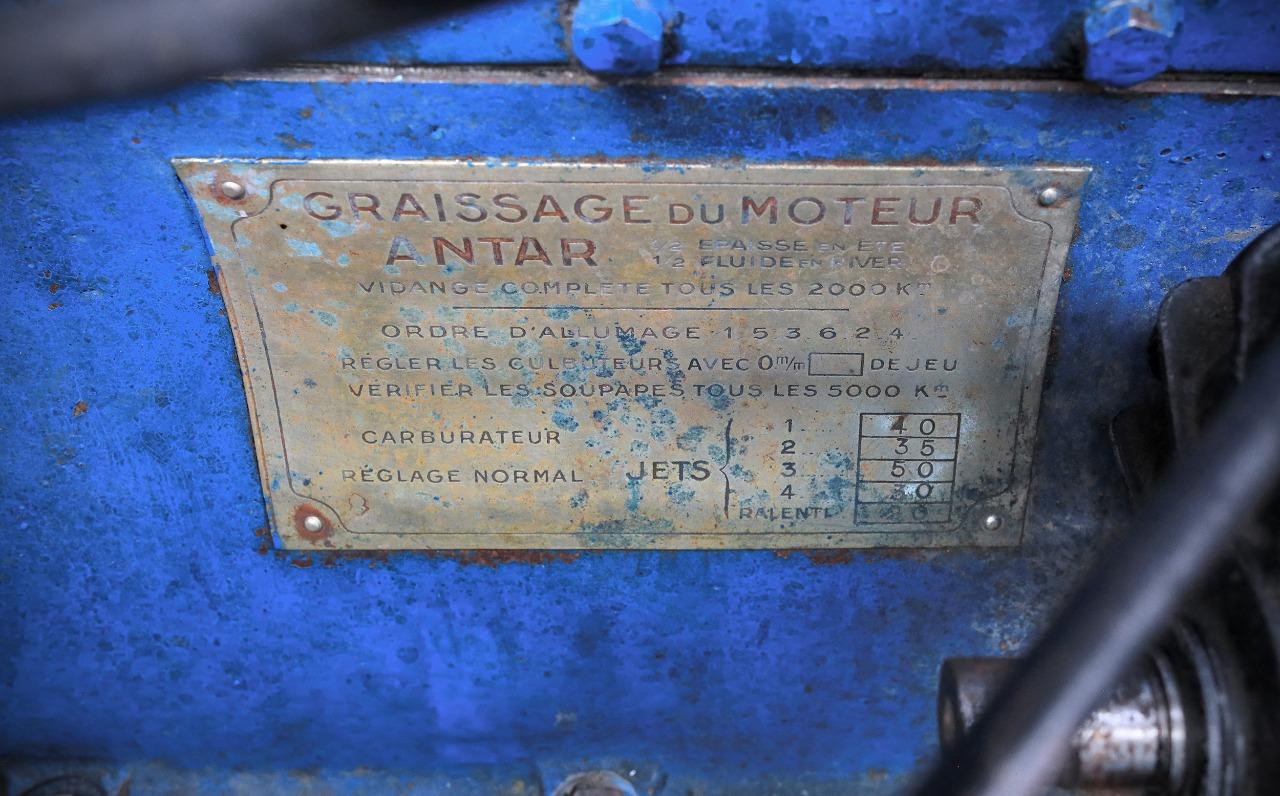 GRAISSAGE DU MOTEUR
ANTAR 1/2 EPAISSE EN ÉTÉ
1/2 FLUIDE EN HIVER
VIDANGE COMPLÈTE TOUS LES 2000 Km
ORDRE D'ALLUMAGE 1 5 3 6 2 4
RÉGLER LES CULBUTEURS AVEC 0m/m DE JEU
VÉRIFIER LES SOUPAPES TOUS LES 5000 Km
CARBURATEUR
RÉGLAGE NORMAL JETS
1.... 40
2.... 35
3.... 50
4....
RALENTI.